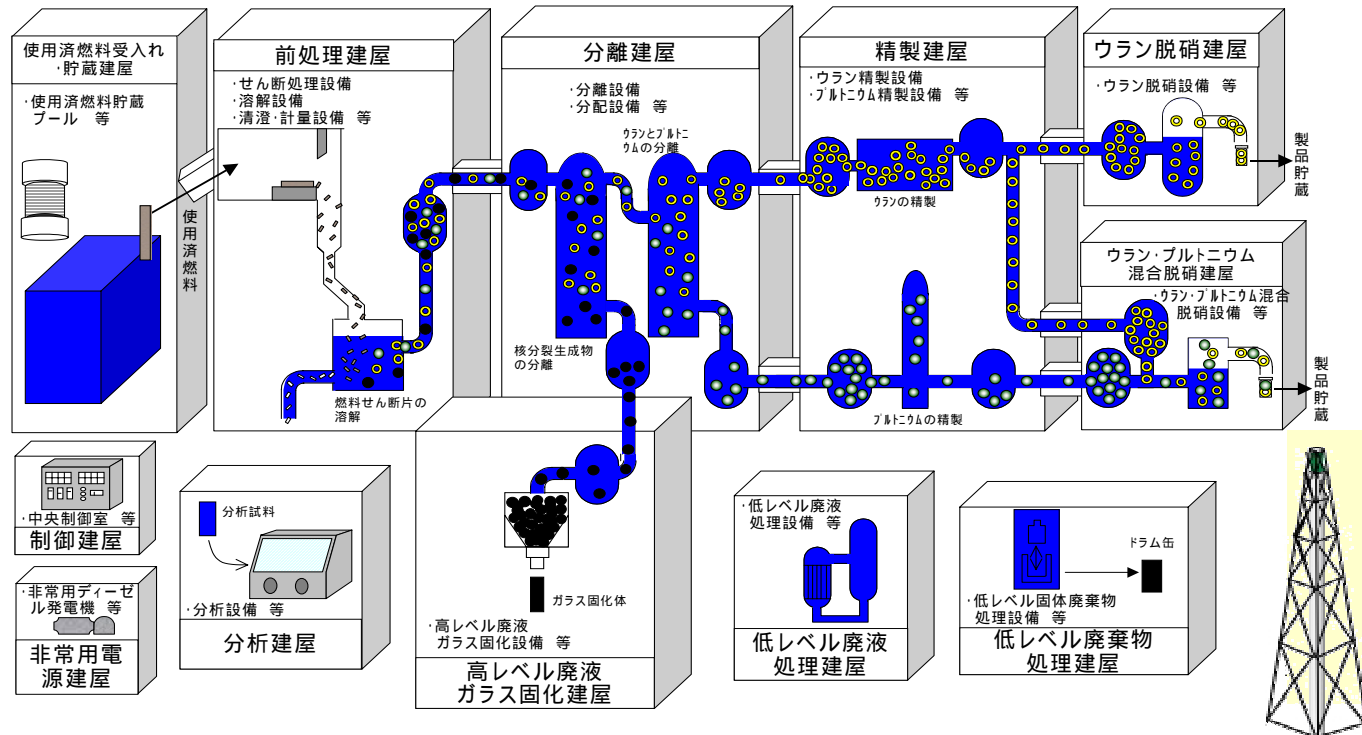 使用済燃料受入れ
・貯蔵建屋
・使用済燃料貯蔵
プール 等
使用済燃料
前処理建屋
・せん断処理設備
・溶解設備
・清澄・計量設備 等
燃料せん断片の
溶解
分離建屋
・分離設備
・分配設備 等
ウランとプルトニ
ウムの分離
核分裂生成物
の分離
精製建屋
・ウラン精製設備
・プルトニウム精製設備 等
ウランの精製
プルトニウムの精製
ウラン脱硝建屋
・ウラン脱硝設備 等
製品貯蔵
ウラン・プルトニウム
混合脱硝建屋
・ウラン・プルトニウム混合
脱硝設備 等
製品貯蔵
・中央制御室 等
制御建屋
・非常用ディーゼ
ル発電機 等
非常用電
源建屋
分析試料
・分析設備 等
分析建屋
ガラス固化体
・高レベル廃液
ガラス固化設備 等
高レベル廃液
ガラス固化建屋
・低レベル廃液
処理設備 等
低レベル廃液
処理建屋
ドラム缶
・低レベル固体廃棄物
処理設備 等
低レベル廃棄物
処理建屋